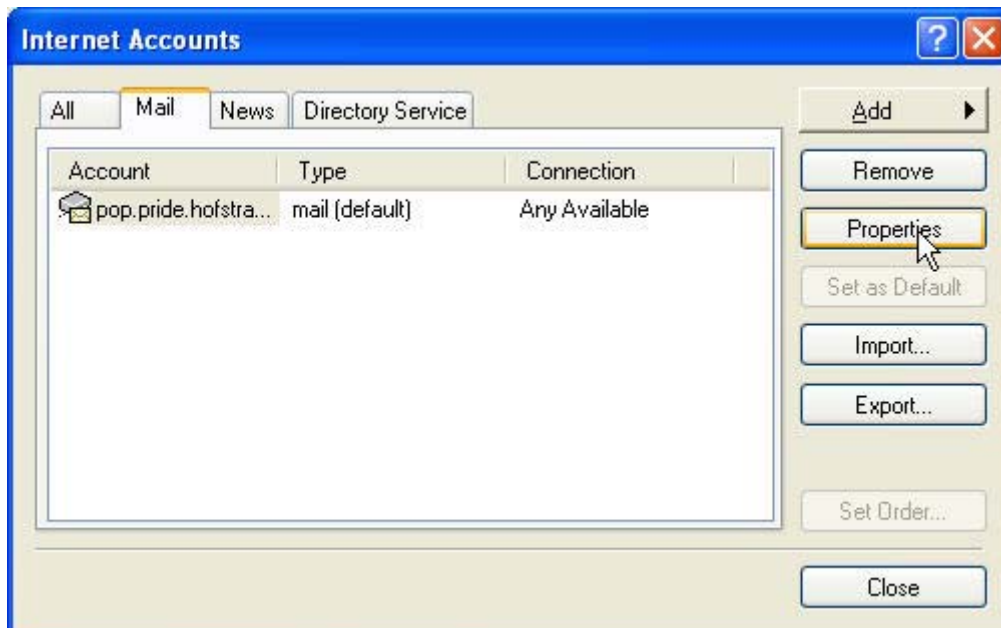 Internet Accounts
All Mail News Directory Service
Account Type Connection
pop.pride.hofstra... mail (default) Any Available
Add
Remove
Properties
Set as Default
Import...
Export...
Set Order...
Close